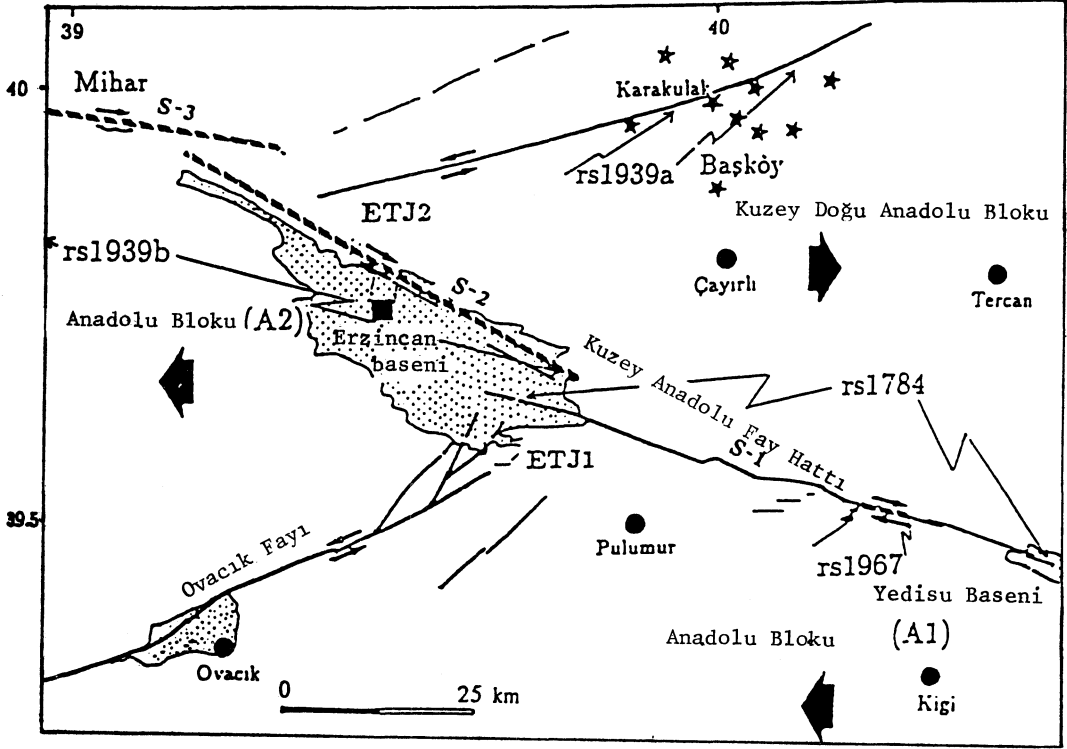 39
40
40
Mihar
S-3
Karakulak
rs1939a
Başköy
ETJ2
Kuzey Doğu Anadolu Bloku
rs1939b
S-2
Çayırlı
Tercan
Anadolu Bloku (A2)
Erzincan
baseni
Kuzey Anadolu Fay Hattı
rs1784
S-1
ETJ1
39.5
Ovacık Fayı
Pulumur
rs1967
Yedisu Baseni
Anadolu Bloku (A1)
Ovacık
0 25 km
Kigi